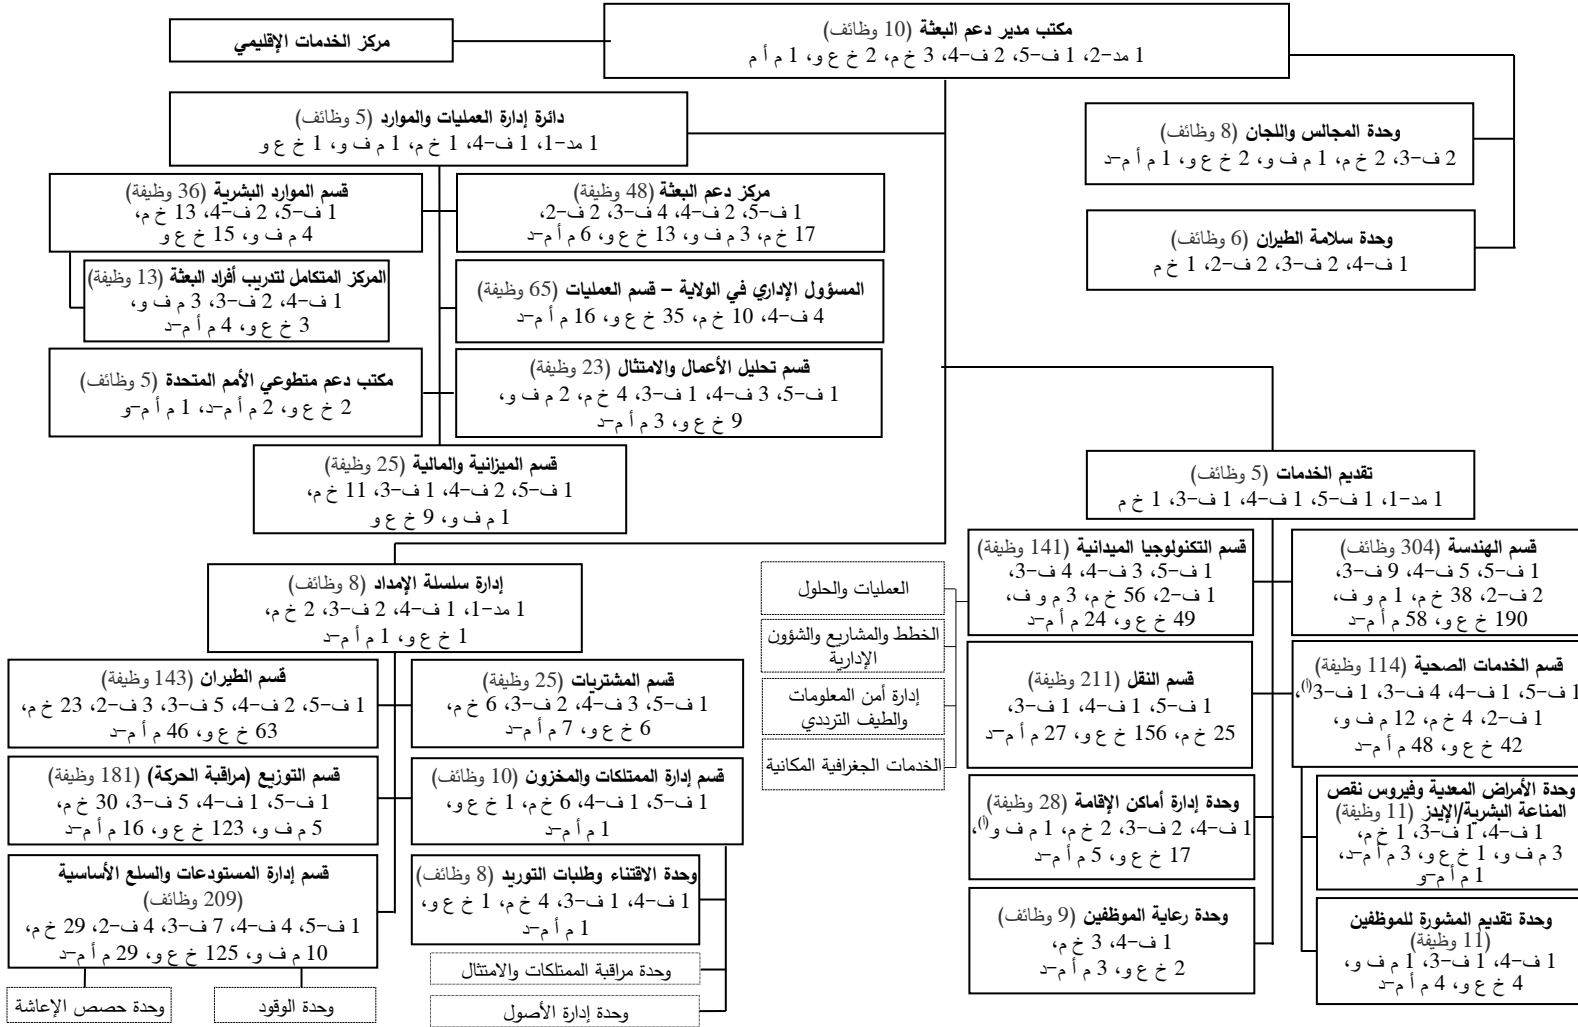 مكتب مدير دعم البعثة (10 وظائف)
1 مد-2، 1 ف-5، 2 ف-4، 3 خ م، 2 خ ع و، 1 م أ م
مركز الخدمات الإقليمي
دائرة إدارة العمليات والموارد (5 وظائف)
1 مد-1، 1 ف-4، 1 خ م، 1 م ف و، 1 خ ع و
وحدة المجالس واللجان (8 وظائف)
2 ف-3، 2 خ م، 1 م ف و، 2 خ ع و، 1 م أ م-د
وحدة سلامة الطيران (6 وظائف)
1 ف-4، 2 ف-3، 2 ف-2، 1 خ م
مركز دعم البعثة (48 وظيفة)
1 ف-5، 2 ف-4، 4 ف-3، 2 ف-2،
17 خ م، 3 م ف و، 13 خ ع و، 6 م أ م-د
قسم الموارد البشرية (36 وظيفة)
1 ف-5، 2 ف-4، 13 خ م،
4 م ف و، 15 خ ع و
المركز المتكامل لتدريب أفراد البعثة (13 وظيفة)
1 ف-4، 2 ف-3، 3 م ف و،
3 خ ع و، 4 م أ م-د
المسؤول الإداري في الولاية - قسم العمليات (65 وظيفة)
4 ف-4، 10 خ م، 35 خ ع و، 16 م أ م-د
قسم تحليل الأعمال والامتثال (23 وظيفة)
1 ف-5، 3 ف-4، 1 ف-3، 4 خ م، 2 م ف و،
9 خ ع و، 3 م أ م-د
مكتب دعم متطوعي الأمم المتحدة (5 وظائف)
2 خ ع و، 2 م أ م-د، 1 م أ م-و
قسم الميزانية والمالية (25 وظيفة)
1 ف-5، 2 ف-4، 1 ف-3، 11 خ م،
1 م ف و، 9 خ ع و
تقديم الخدمات (5 وظائف)
1 مد-1، 1 ف-5، 1 ف-4، 1 ف-3، 1 خ م
قسم الهندسة (304 وظائف)
1 ف-5، 5 ف-4، 9 ف-3،
2 ف-2، 38 خ م، 1 م و ف،
190 خ ع و، 58 م أ م-د
قسم التكنولوجيا الميدانية (141 وظيفة)
1 ف-5، 3 ف-4، 4 ف-3،
1 ف-2، 56 خ م، 3 م و ف،
49 خ ع و، 24 م أ م-د
العمليات والحلول
الخطط والمشاريع والشؤون
الإدارية
إدارة أمن المعلومات
والطيف الترددي
الخدمات الجغرافية المكانية
قسم الخدمات الصحية (114 وظيفة)
1 ف-5، 1 ف-4، 4 ف-3، 1 ف-3(أ)،
1 ف-2، 4 خ م، 12 م ف و،
42 خ ع و، 48 م أ م-د
قسم النقل (211 وظيفة)
1 ف-5، 1 ف-4، 1 ف-3،
25 خ م، 156 خ ع و، 27 م أ م-د
وحدة الأمراض المعدية وفيروس نقص
المناعة البشرية/الإيدز (11 وظيفة)
1 ف-4، 1 ف-3، 1 خ م،
3 م ف و، 1 خ ع و، 3 م أ م-د،
1 م أ م-و
وحدة إدارة أماكن الإقامة (28 وظيفة)
1 ف-4، 2 ف-3، 2 خ م، 1 م ف و(أ)،
17 خ ع و، 5 م أ م-د
وحدة تقديم المشورة للموظفين
(11 وظيفة)
1 ف-4، 1 ف-3، 1 م ف و،
4 خ ع و، 4 م أ م-د
وحدة رعاية الموظفين (9 وظائف)
1 ف-4، 3 خ م،
2 خ ع و، 3 م أ م-د
إدارة سلسلة الإمداد (8 وظائف)
1 مد-1، 1 ف-4، 2 ف-3، 2 خ م،
1 خ ع و، 1 م أ م-د
قسم المشتريات (25 وظيفة)
1 ف-5، 3 ف-4، 2 ف-3، 6 خ م،
6 خ ع و، 7 م أ م-د
قسم الطيران (143 وظيفة)
1 ف-5، 2 ف-4، 5 ف-3، 3 ف-2، 23 خ م،
63 خ ع و، 46 م أ م-د
قسم إدارة الممتلكات والمخزون (10 وظائف)
1 ف-5، 1 ف-4، 6 خ م، 1 خ ع و،
1 م أ م-د
قسم التوزيع (مراقبة الحركة) (181 وظيفة)
1 ف-5، 1 ف-4، 5 ف-3، 30 خ م،
5 م ف و، 123 خ ع و، 16 م أ م-د
وحدة الاقتناء وطلبات التوريد (8 وظائف)
1 ف-4، 1 ف-3، 4 خ م، 1 خ ع و،
1 م أ م-د
قسم إدارة المستودعات والسلع الأساسية
(209 وظائف)
1 ف-5، 4 ف-4، 7 ف-3، 4 ف-2، 29 خ م،
10 م ف و، 125 خ ع و، 29 م أ م-د
وحدة مراقبة الممتلكات والامتثال
وحدة إدارة الأصول
وحدة الوقود
وحدة حصص الإعاشة